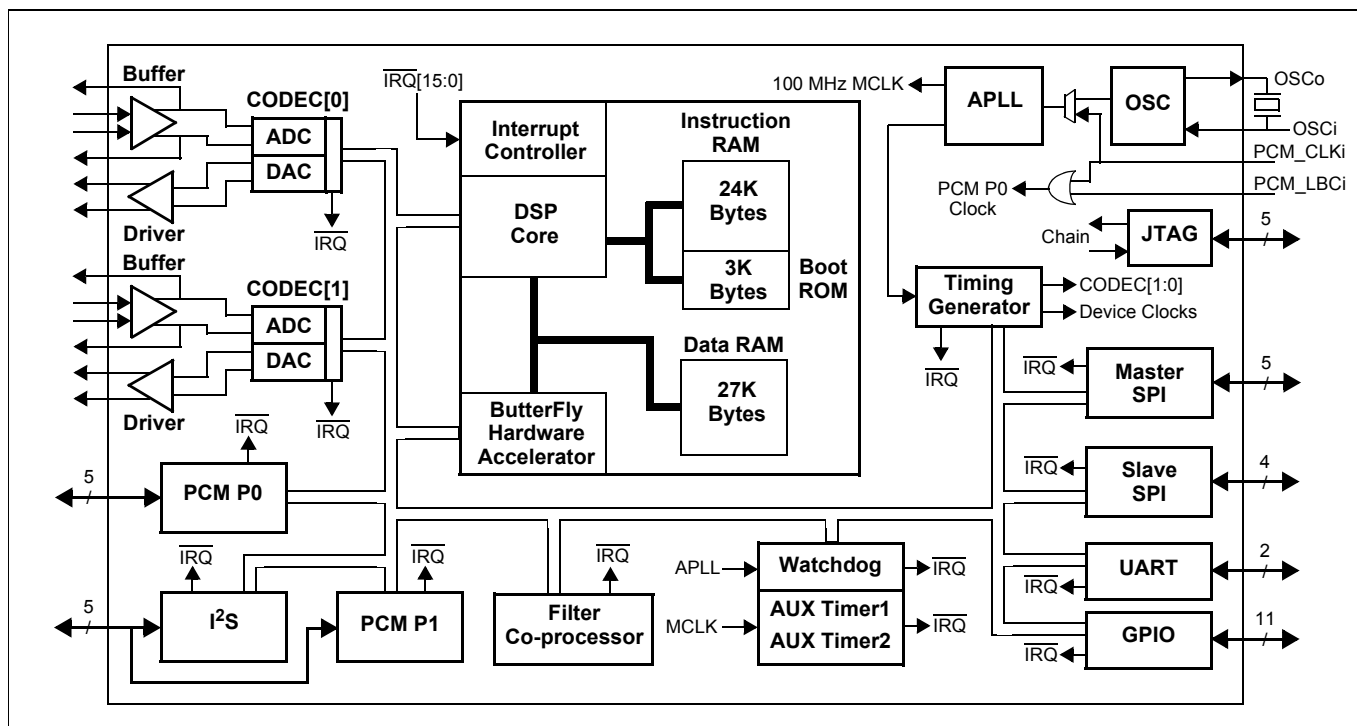 Buffer
CODEC[0]
ADC
DAC
IRQ
Driver
Buffer
CODEC[1]
ADC
DAC
IRQ
Driver
IRQ
5
PCM P0
IRQ
5
I²S
IRQ
PCM P1
IRQ[15:0]
Interrupt
Controller
DSP
Core
Instruction
RAM
24K
Bytes
3K
Bytes
Boot
ROM
Data RAM
27K
Bytes
ButterFly
Hardware
Accelerator
IRQ
Filter
Co-processor
APLL
Watchdog
IRQ
MCLK
AUX Timer1
AUX Timer2
IRQ
100 MHz MCLK
APLL
OSC
OSCo
OSCi
PCM_CLKi
PCM_LBCi
PCM P0
Clock
Chain
JTAG
5
Timing
Generator
CODEC[1:0]
Device Clocks
IRQ
IRQ
Master
SPI
5
IRQ
Slave
SPI
4
IRQ
UART
2
IRQ
GPIO
11